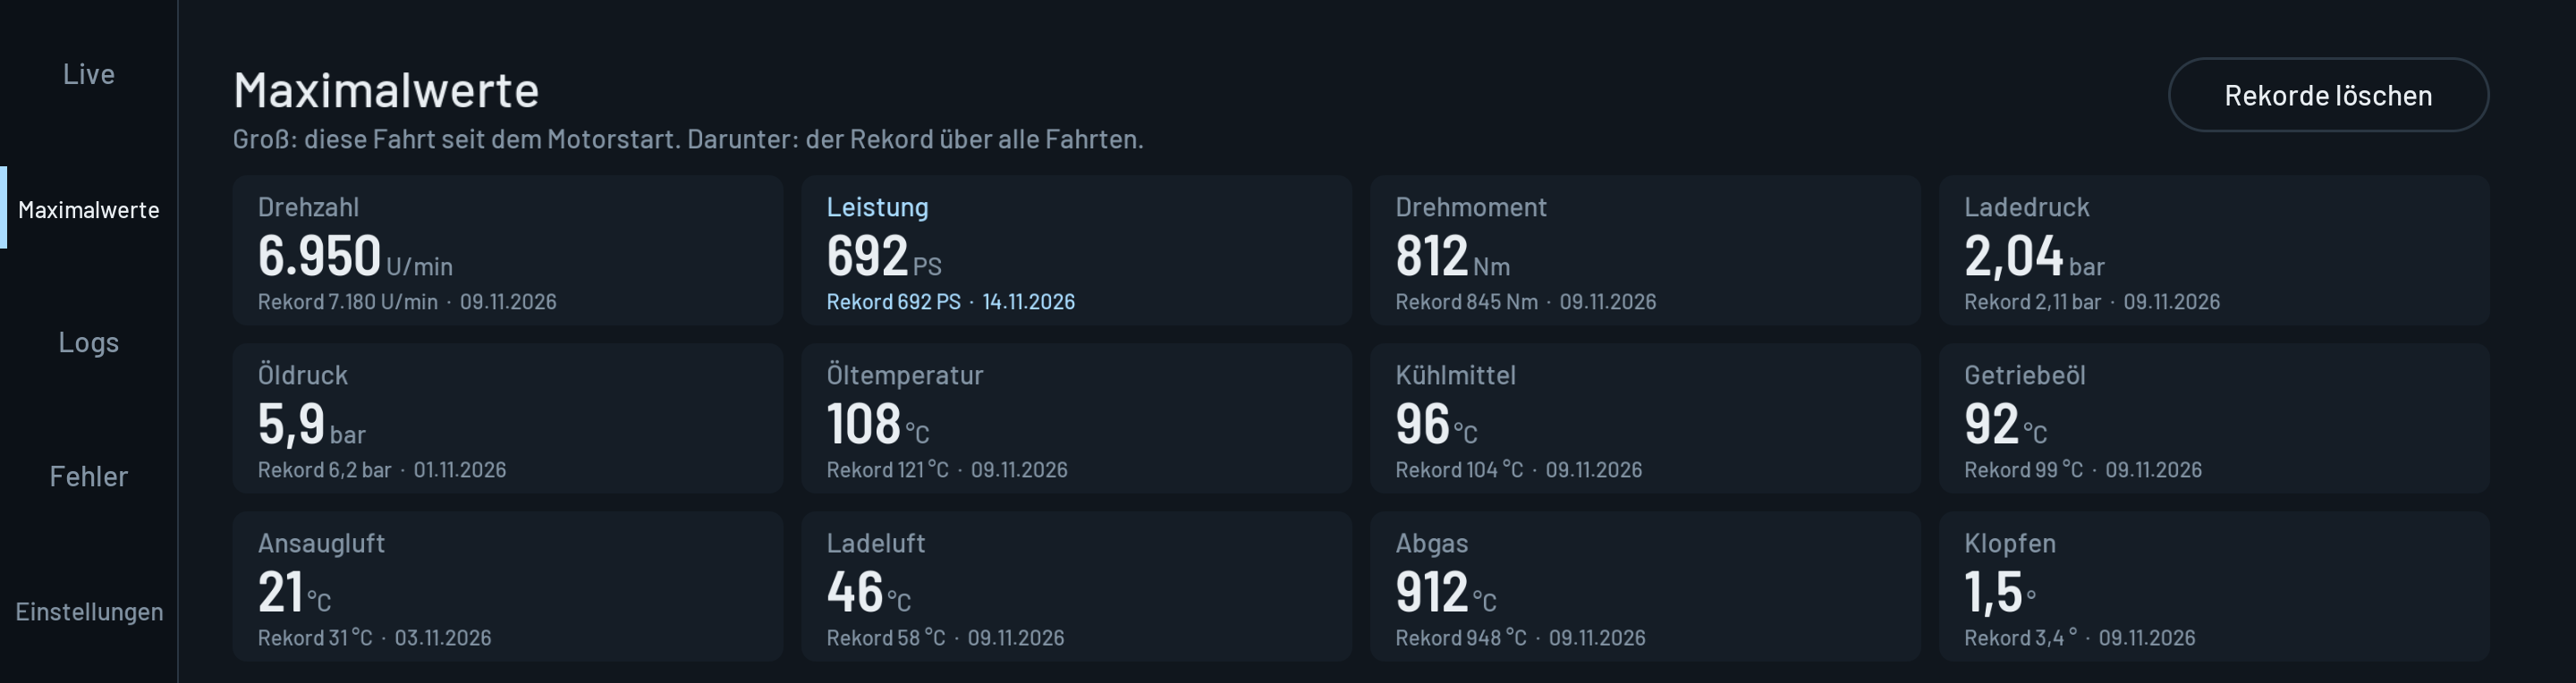 Live
Maximalwerte
Logs
Fehler
Einstellungen
Maximalwerte
Groß: diese Fahrt seit dem Motorstart. Darunter: der Rekord über alle Fahrten.
Rekorde löschen
Drehzahl
6.950 U/min
Rekord 7.180 U/min · 09.11.2026
Leistung
692 PS
Rekord 692 PS · 14.11.2026
Drehmoment
812 Nm
Rekord 845 Nm · 09.11.2026
Ladedruck
2,04 bar
Rekord 2,11 bar · 09.11.2026
Öldruck
5,9 bar
Rekord 6,2 bar · 01.11.2026
Öltemperatur
108 °C
Rekord 121 °C · 09.11.2026
Kühlmittel
96 °C
Rekord 104 °C · 09.11.2026
Getriebeöl
92 °C
Rekord 99 °C · 09.11.2026
Ansaugluft
21 °C
Rekord 31 °C · 03.11.2026
Ladeluft
46 °C
Rekord 58 °C · 09.11.2026
Abgas
912 °C
Rekord 948 °C · 09.11.2026
Klopfen
1,5 °
Rekord 3,4 ° · 09.11.2026